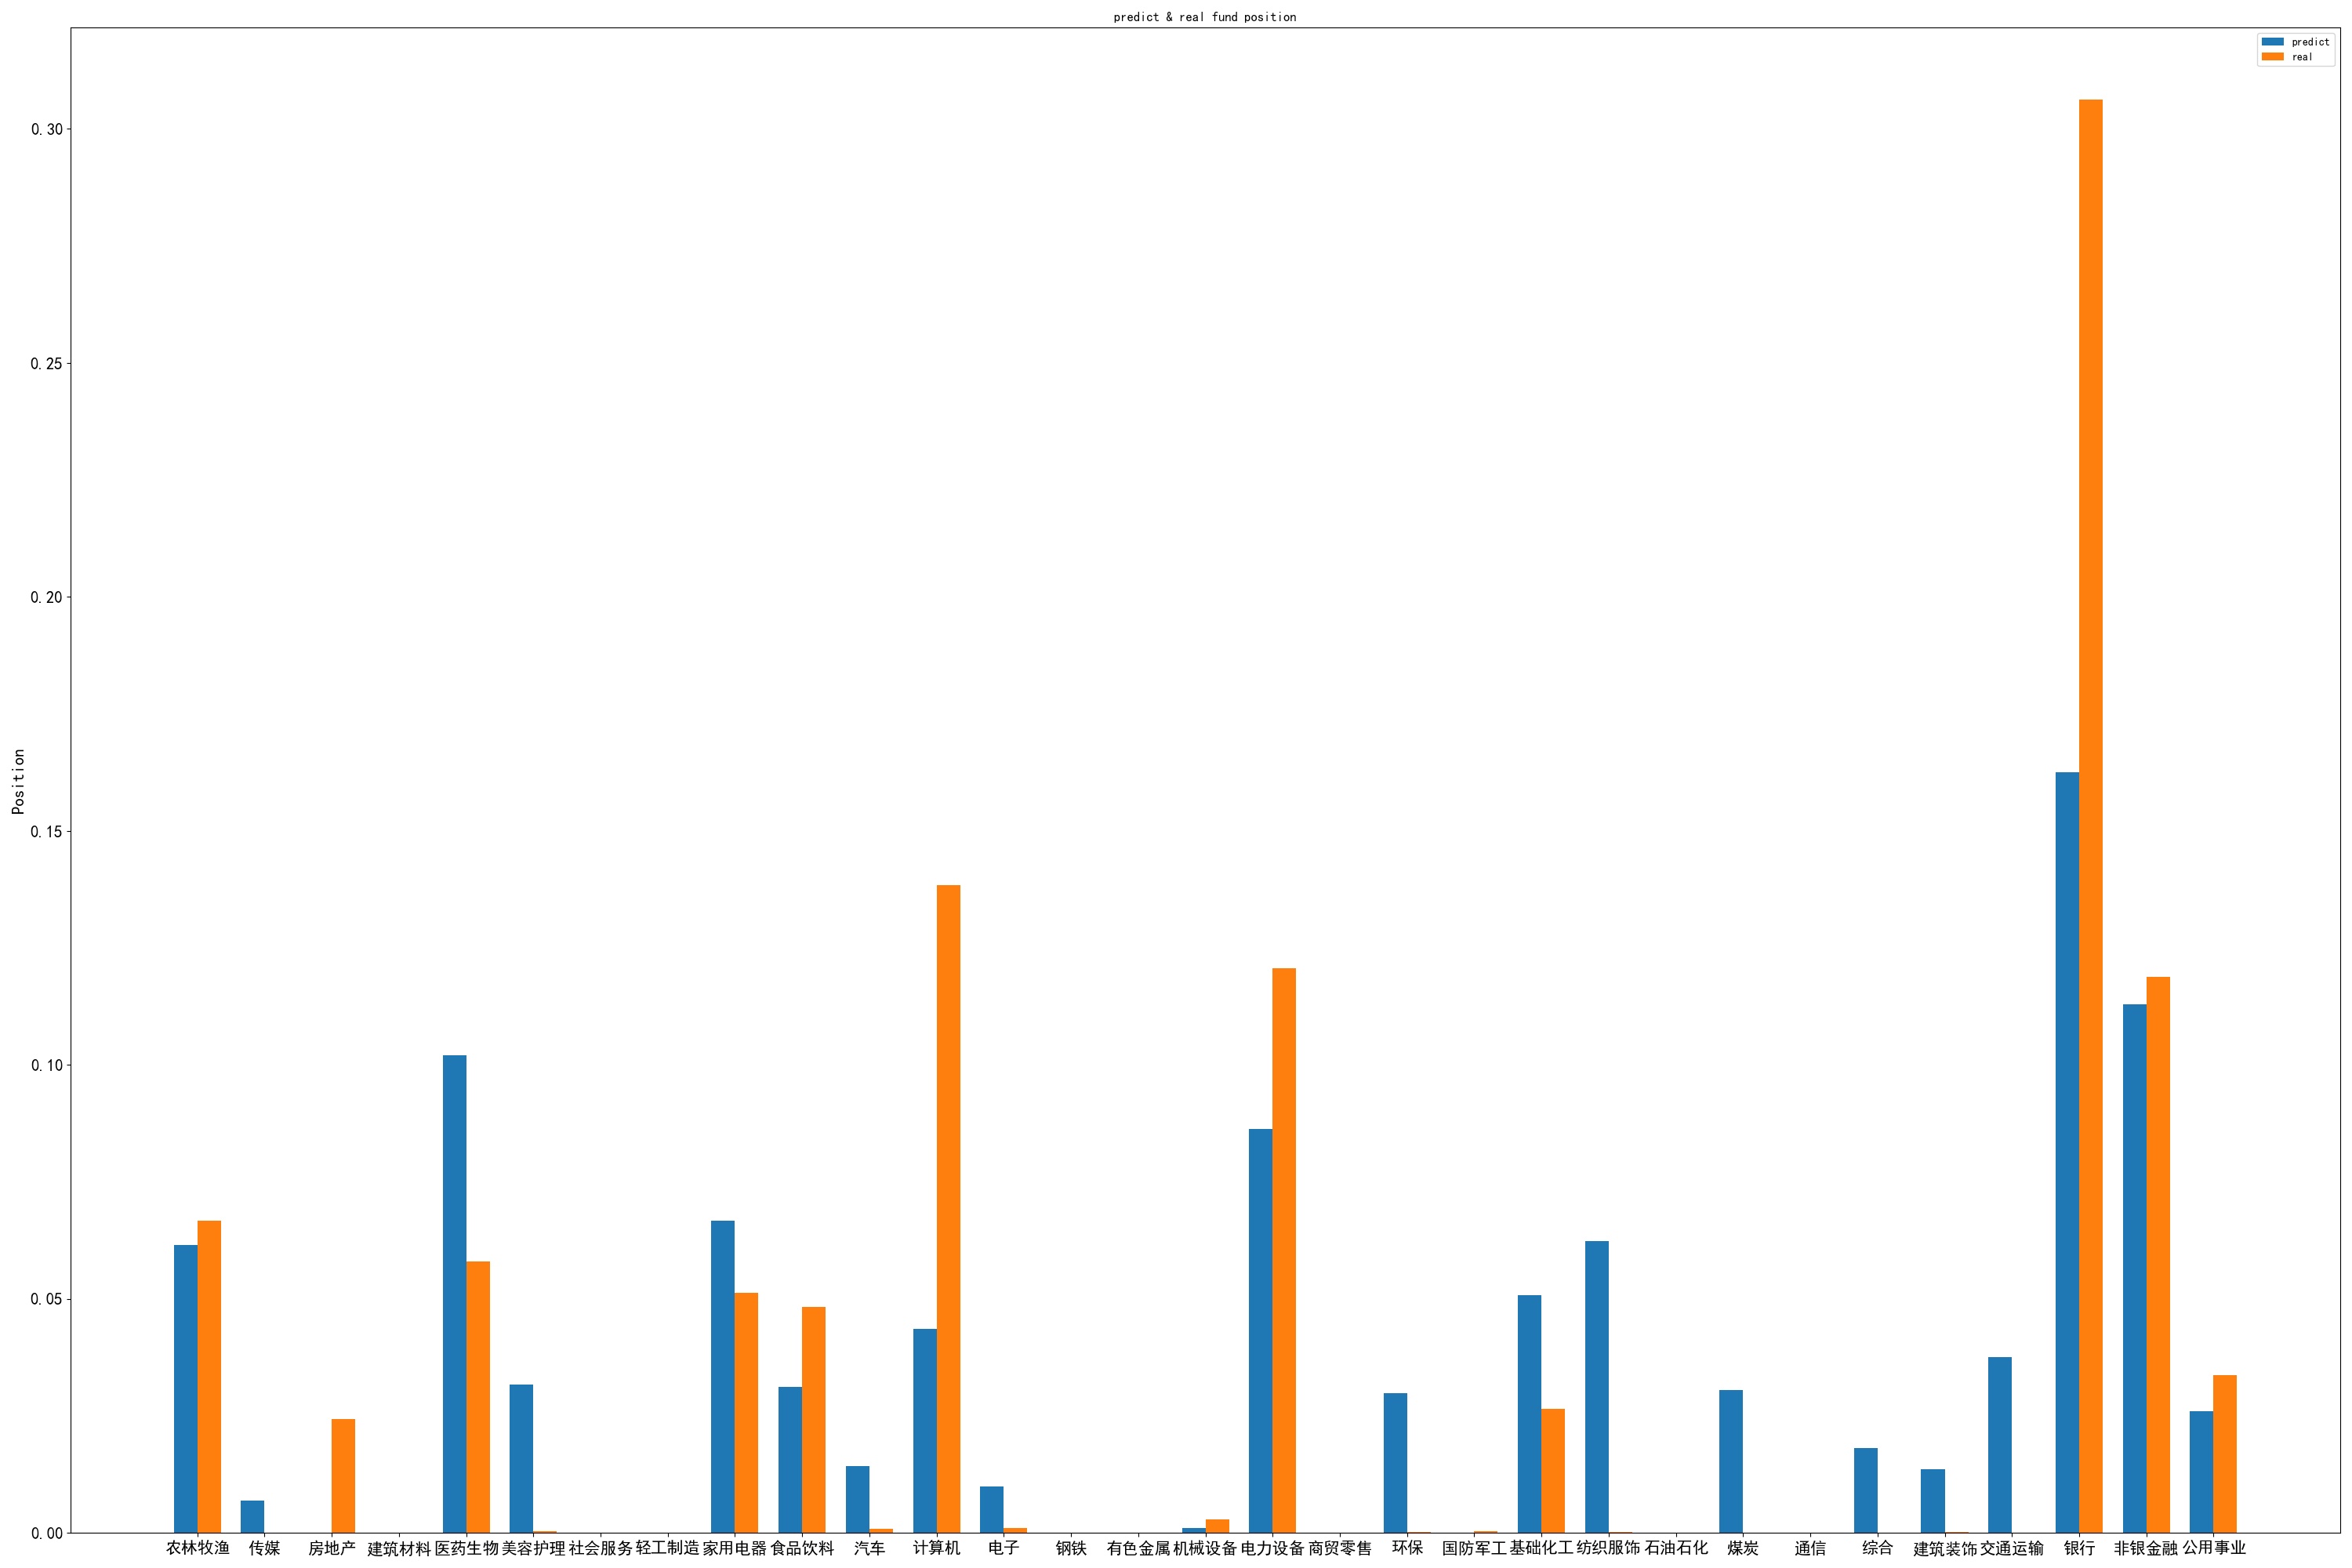 predict & real fund position
predict
real
0.30
0.25
0.20
0.15
0.10
0.05
0.00
Position
农林牧渔 传媒 房地产 建筑材料 医药生物 美容护理 社会服务 轻工制造 家用电器 食品饮料 汽车 计算机 电子 钢铁 有色金属 机械设备 电力设备 商贸零售 环保 国防军工 基础化工 纺织服饰 石油石化 煤炭 通信 综合 建筑装饰 交通运输 银行 非银金融 公用事业